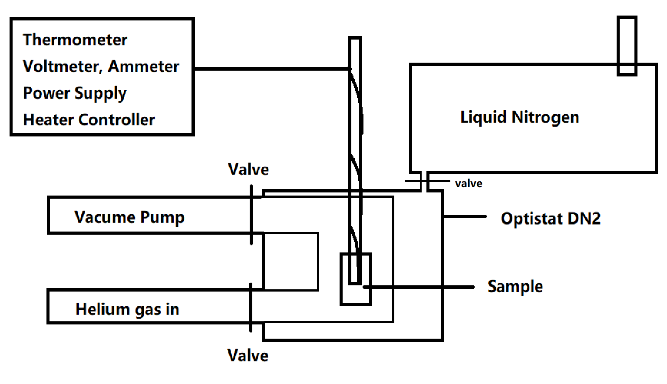 Thermometer
Voltmeter, Ammeter
Power Supply
Heater Controller
Liquid Nitrogen
Valve
valve
Vacume Pump
Optistat DN2
Sample
Helium gas in
Valve